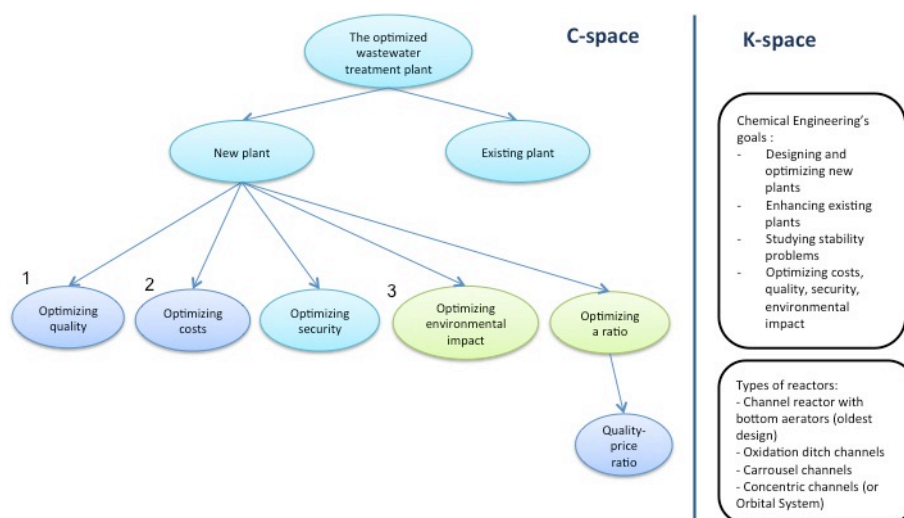 C-space
K-space
The optimized
wastewater
treatment plant
New plant
Existing plant
1
Optimizing
quality
2
Optimizing
costs
Optimizing
security
3
Optimizing
environmental
impact
Optimizing
a ratio
Quality-
price
ratio
Chemical Engineering’s
goals :
- Designing and
optimizing new
plants
- Enhancing existing
plants
- Studying stability
problems
- Optimizing costs,
quality, security,
environmental
impact
Types of reactors:
- Channel reactor with
bottom aerators (oldest
design)
- Oxidation ditch channels
- Carrousel channels
- Concentric channels (or
Orbital System)